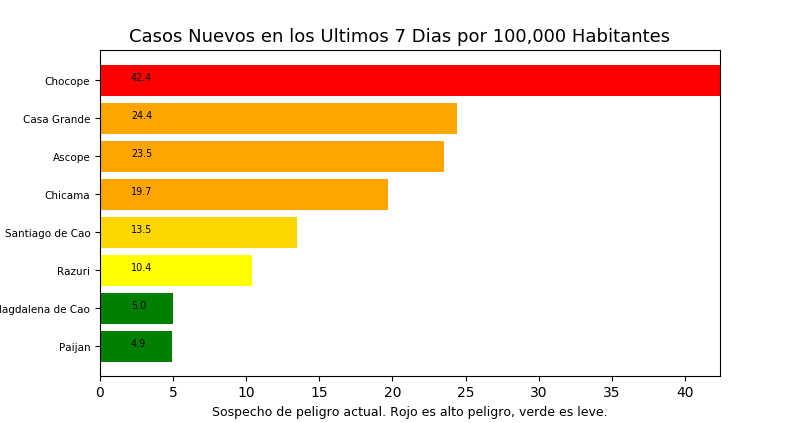 Casos Nuevos en los Ultimos 7 Dias por 100,000 Habitantes
Chocope 42.4
Casa Grande 24.4
Ascope 23.5
Chicama 19.7
Santiago de Cao 13.5
Razuri 10.4
agdalena de Cao 5.0
Paijan 4.9
0 5 10 15 20 25 30 35 40
Sospecho de peligro actual. Rojo es alto peligro, verde es leve.